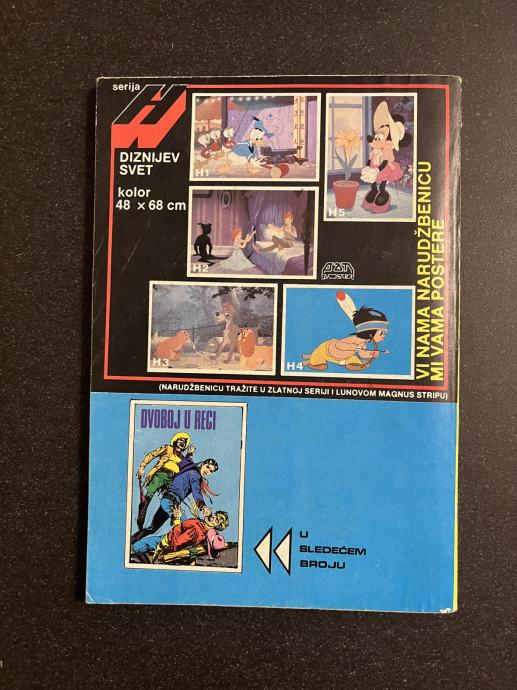 serija
H
DIZNIJEV
SVET
kolor
48 × 68 cm
H1
H5
H2
H3
H4
VI NAMA NARUDŽBENICU
MI VAMA POSTERE
(NARUDŽBENICU TRAŽITE U ZLATNOJ SERIJI I LUNOVOM MAGNUS STRIPU)
DVOBOJ U RECI
U
SLEDEĆEM
BROJU